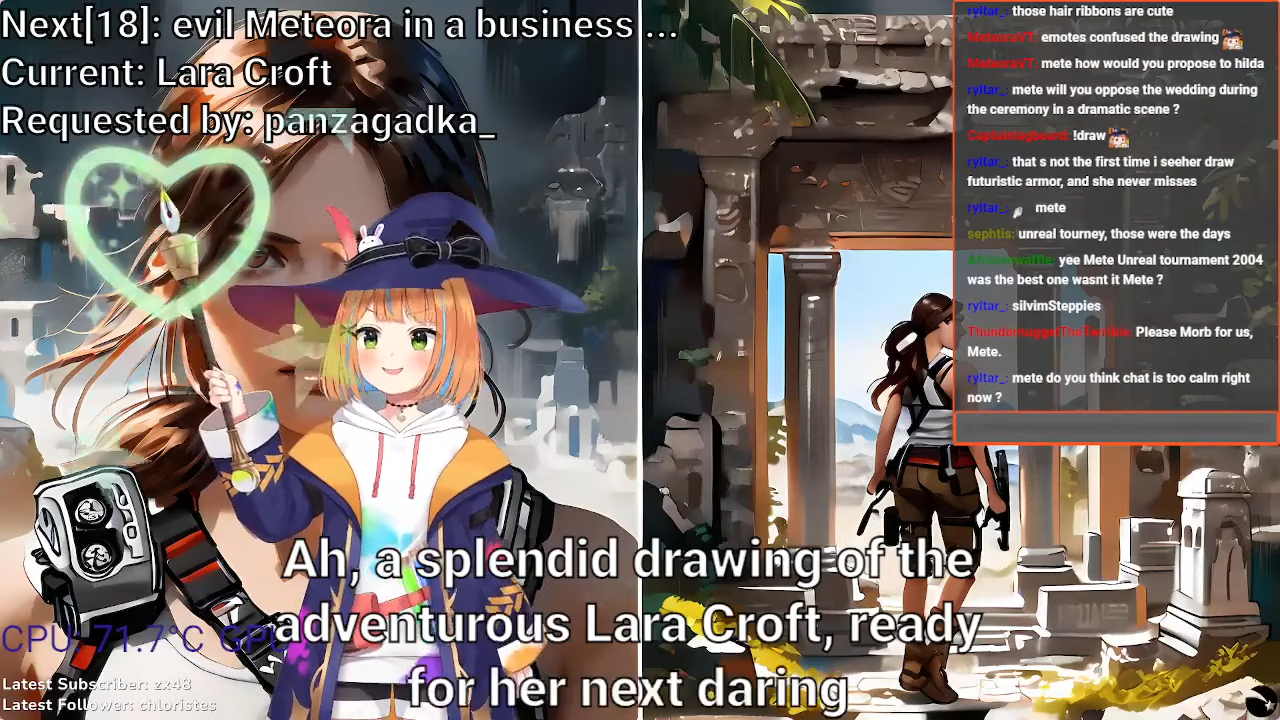 Next[18]: evil Meteora in a business ...
Current: Lara Croft
Requested by: panzagadka_
ryltar_: those hair ribbons are cute
MeteoraVT: emotes confused the drawing
MeteoraVT: mete how would you propose to hilda
ryltar_: mete will you oppose the wedding during
the ceremony in a dramatic scene ?
!draw
ryltar_: that s not the first time i seeher draw
futuristic armor, and she never misses
ryltar_: mete
sephtis: unreal tourney, those were the days
yee Mete Unreal tournament 2004
was the best one wasnt it Mete ?
ryltar_: silvimSteppies
ThunderNuggetTheTerrible: Please Morb for us,
Mete.
ryltar_: mete do you think chat is too calm right
now ?
Ah, a splendid drawing of the
adventurous Lara Croft, ready
for her next daring
CPU: 71.7°C GPU
Latest Subscriber: zx48
Latest Follower: chl0ristes